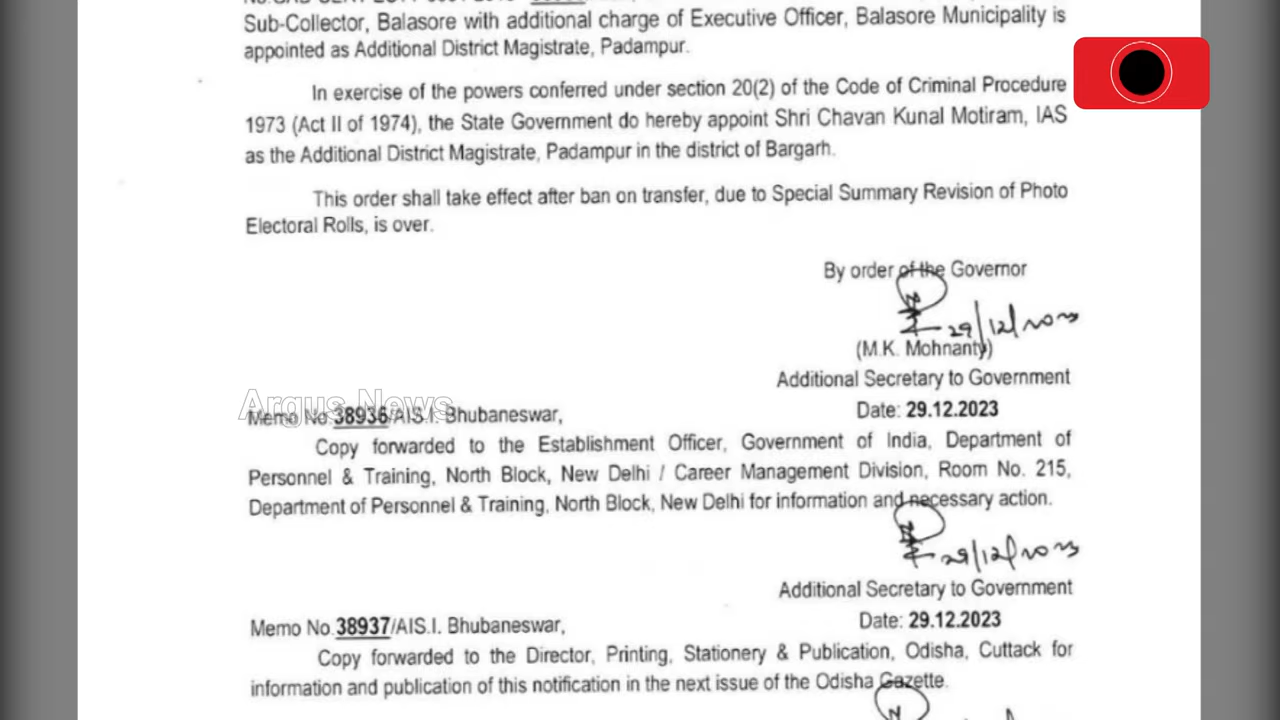 Sub-Collector, Balasore with additional charge of Executive Officer, Balasore Municipality is
appointed as Additional District Magistrate, Padampur.
In exercise of the powers conferred under section 20(2) of the Code of Criminal Procedure
1973 (Act II of 1974), the State Government do hereby appoint Shri Chavan Kunal Motiram, IAS
as the Additional District Magistrate, Padampur in the district of Bargarh.
This order shall take effect after ban on transfer, due to Special Summary Revision of Photo
Electoral Rolls, is over.
By order of the Governor
29/12/2023
(M.K. Mohnanty)
Additional Secretary to Government
Argus News
Memo No.38936/AIS.I. Bhubaneswar,
Date: 29.12.2023
Copy forwarded to the Establishment Officer, Government of India, Department of
Personnel & Training, North Block, New Delhi / Career Management Division, Room No. 215,
Department of Personnel & Training, North Block, New Delhi for information and necessary action.
29/12/2023
Additional Secretary to Government
Memo No.38937/AIS.I. Bhubaneswar,
Date: 29.12.2023
Copy forwarded to the Director, Printing, Stationery & Publication, Odisha, Cuttack for
information and publication of this notification in the next issue of the Odisha Gazette.